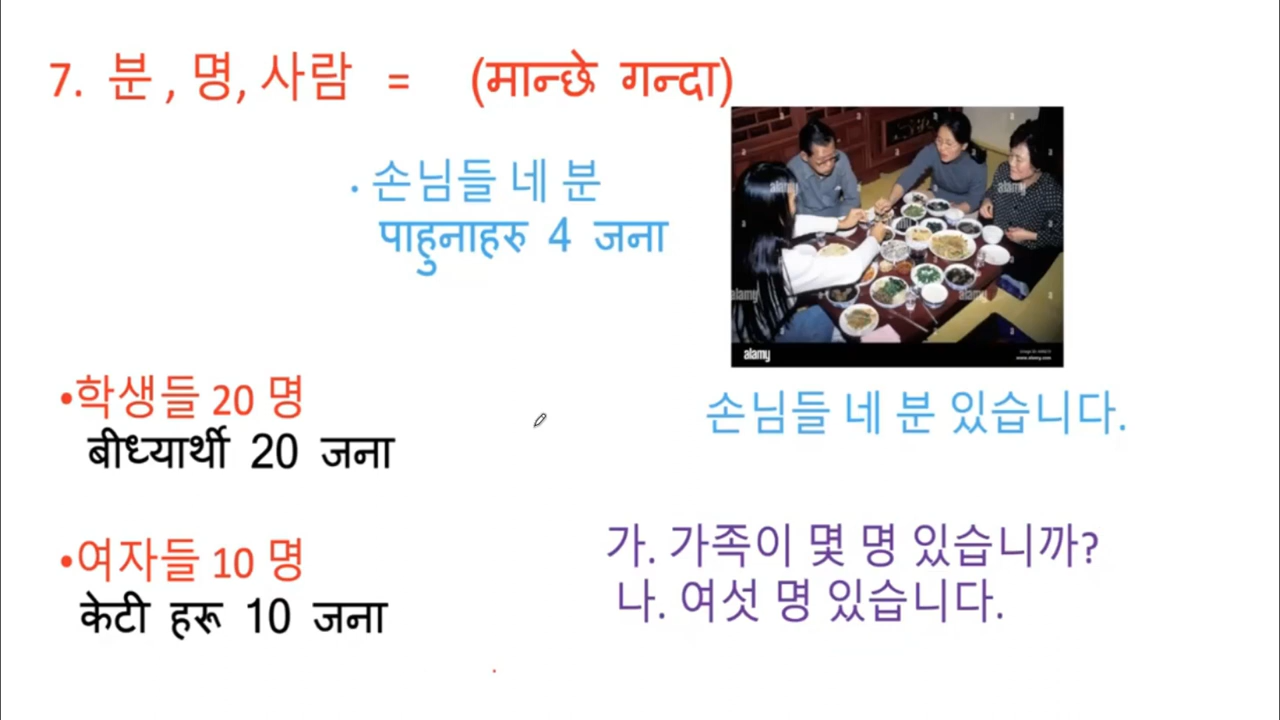 7. 분 , 명, 사람 = (मान्छे गन्दा)
· 손님들 네 분
पाहुनाहरु 4 जना
alamy
www.alamy.com
손님들 네 분 있습니다.
•학생들 20 명
बीध्यार्थी 20 जना
•여자들 10 명
केटी हरू 10 जना
가. 가족이 몇 명 있습니까?
나. 여섯 명 있습니다.